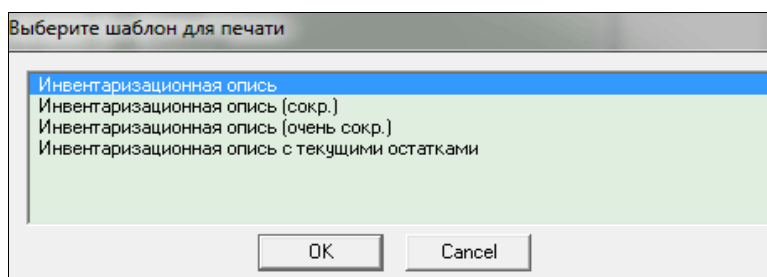 Выберите шаблон для печати
Инвентаризационная опись
Инвентаризационная опись (сокр.)
Инвентаризационная опись (очень сокр.)
Инвентаризационная опись с текущими остатками
OK
Cancel